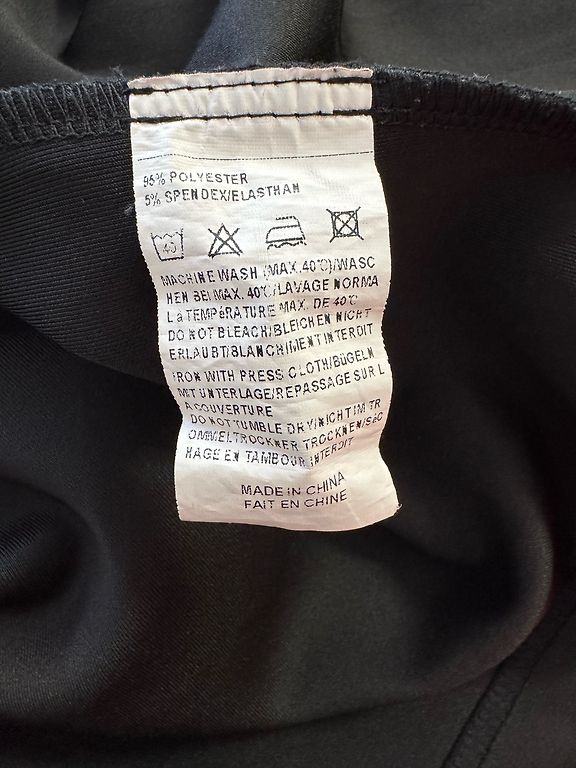 95% POLYESTER
5% SPENDEX/ELASTHAN
40
MACHINE WASH (MAX.40℃)/WASC
HEN BEI MAX. 40℃/LAVAGE NORMA
L à TEMPéRATURE MAX. DE 40℃
DO NOT BLEACH/BLEICHEN NICHT
ERLAUBT/BLANCHIMENT INTERDIT
IRON WITH PRESS CLOTH/BüGELN
MIT UNTERLAGE/REPASSAGE SUR L
A COUVERTURE
DO NOT TUMBLE DRY/NICHT IM TR
OMMELTROCKNER TROCKNEN/SéC
HAGE EN TAMBOUR INTERDIT
MADE IN CHINA
FAIT EN CHINE